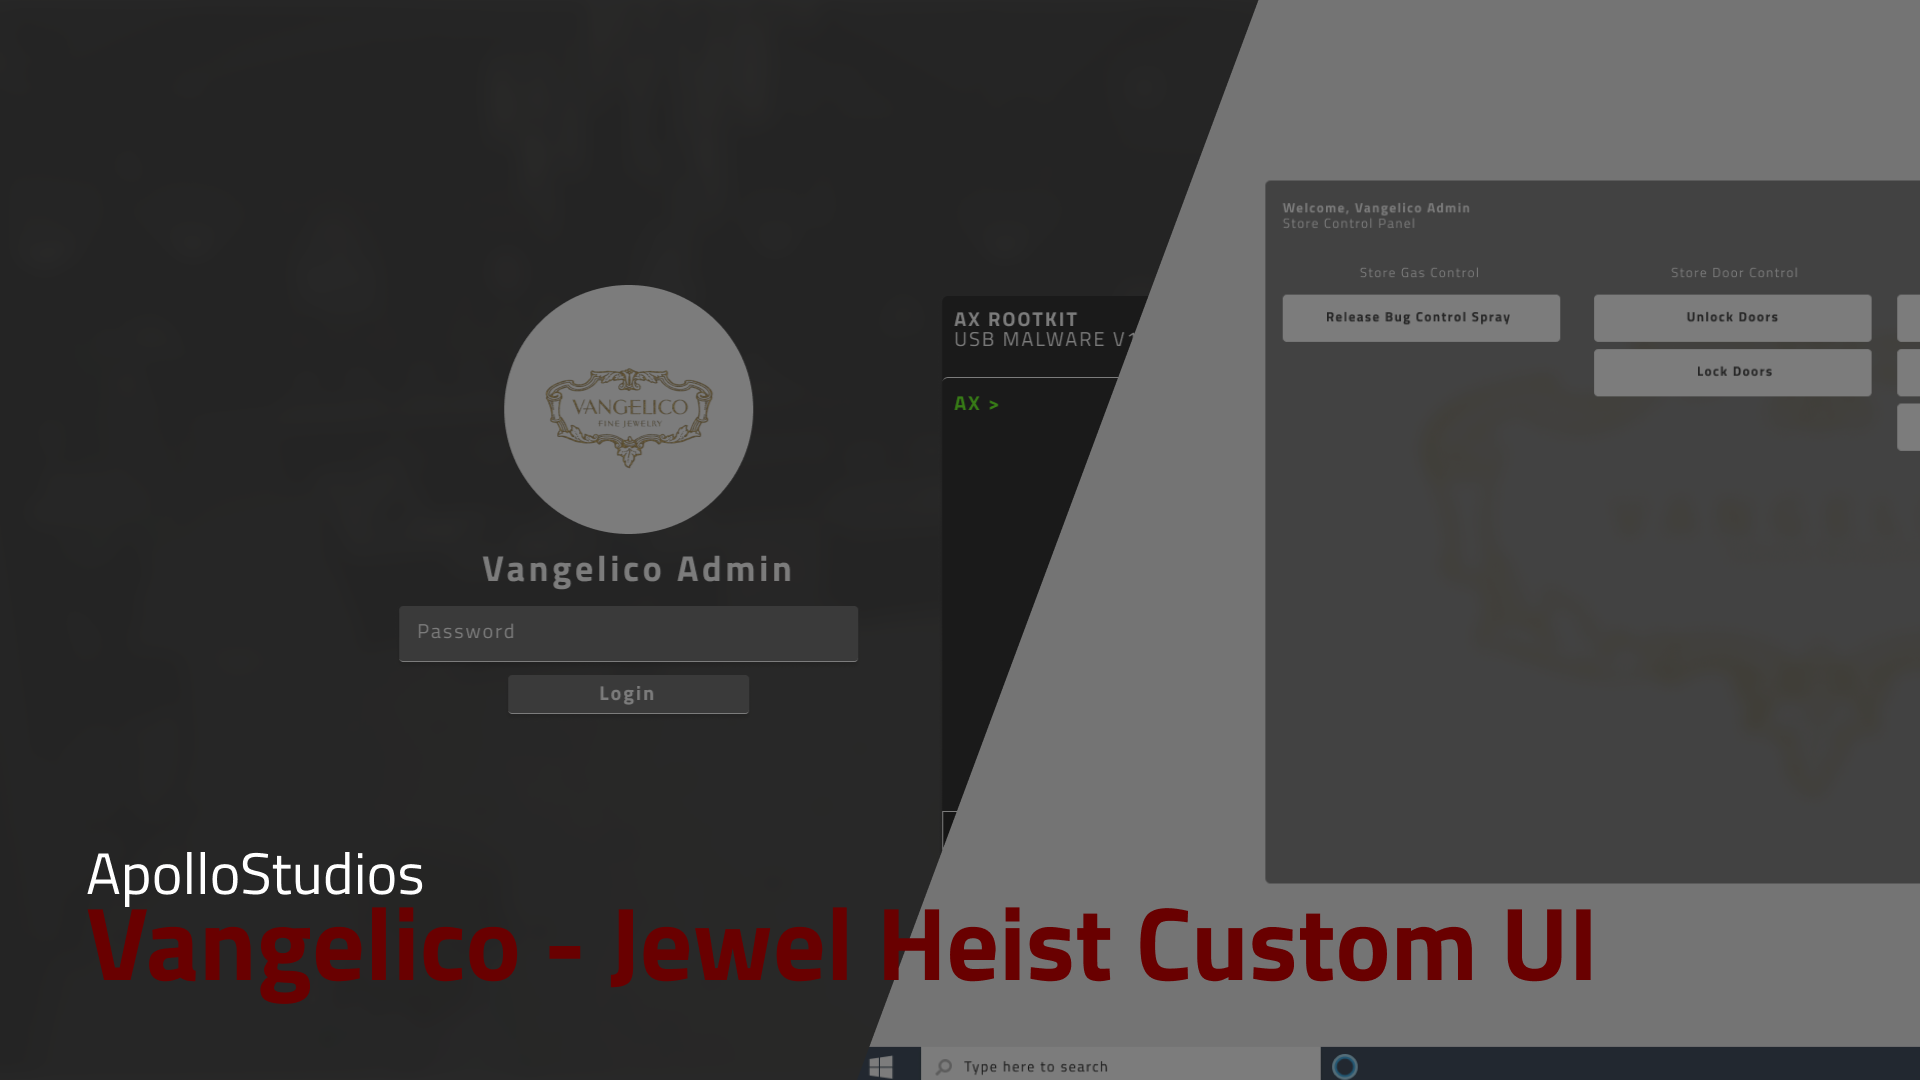 Welcome, Vangelico Admin
Store Control Panel
Store Gas Control
Store Door Control
Release Bug Control Spray
Unlock Doors
Lock Doors
AX ROOTKIT
USB MALWARE V1
AX >
VANGELICO
FINE JEWELRY
Vangelico Admin
Password
Login
ApolloStudios
Vangelico - Jewel Heist Custom UI
Type here to search